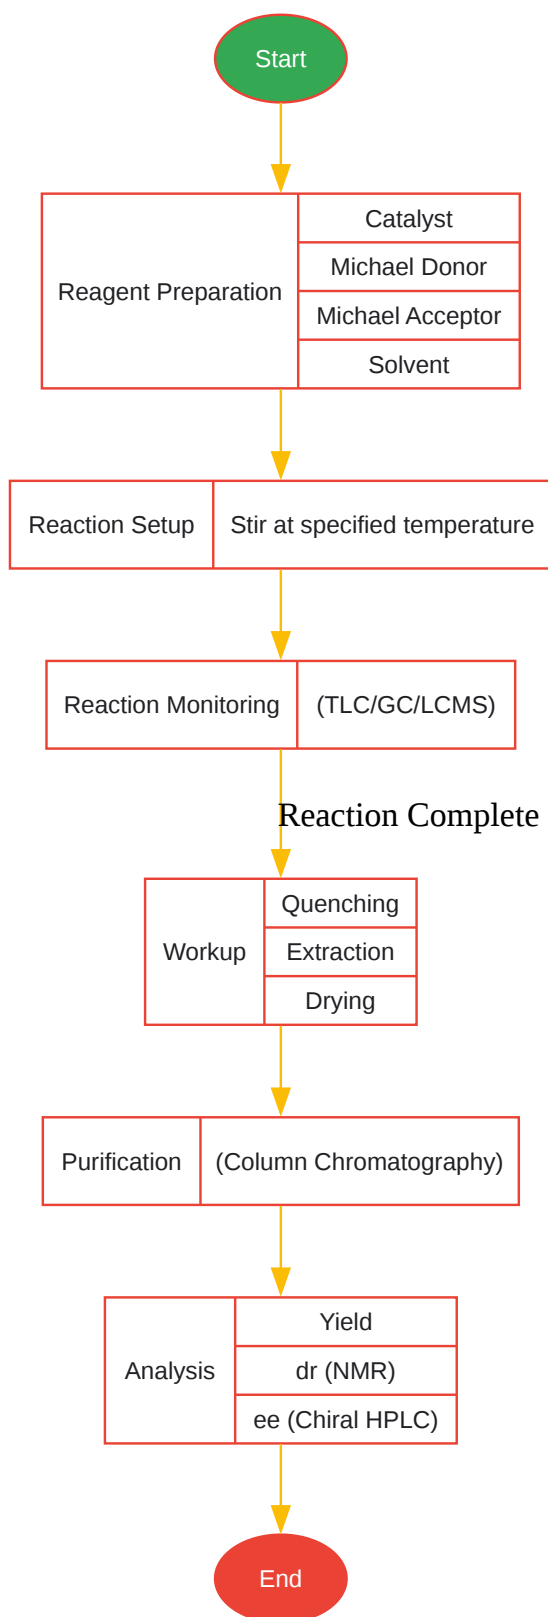 Start
Reagent Preparation
Catalyst
Michael Donor
Michael Acceptor
Solvent
Reaction Setup
Stir at specified temperature
Reaction Monitoring
(TLC/GC/LCMS)
Reaction Complete
Workup
Quenching
Extraction
Drying
Purification
(Column Chromatography)
Analysis
Yield
dr (NMR)
ee (Chiral HPLC)
End